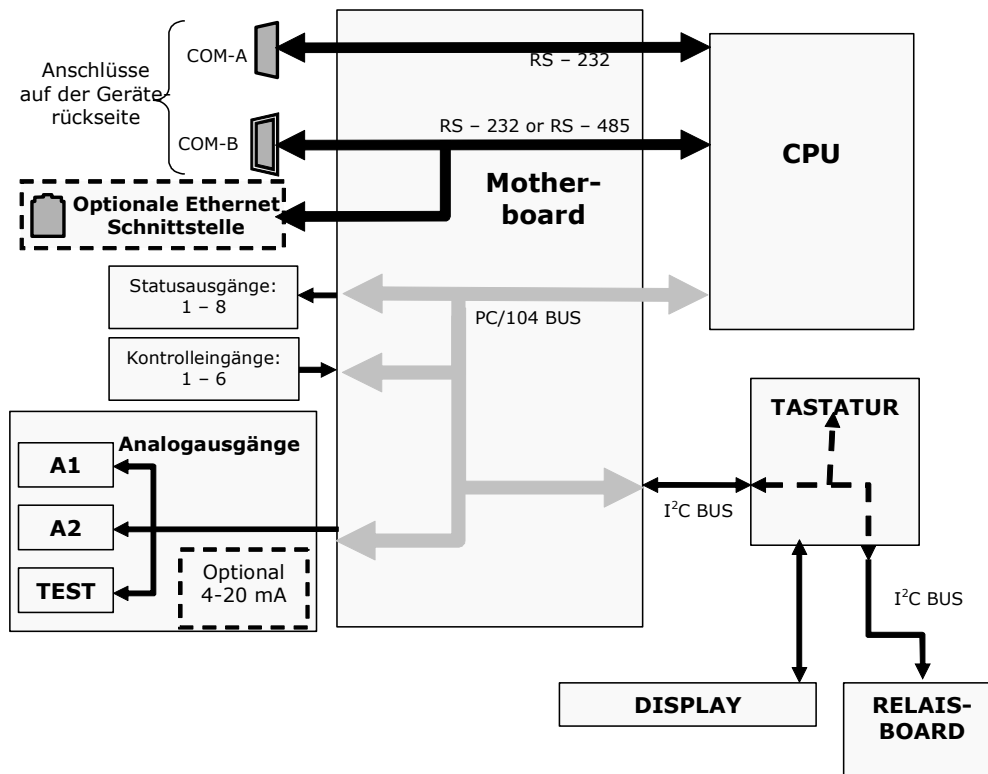 Anschlüsse
auf der Geräte-
rückseite
COM-A
COM-B
RS – 232
RS – 232 or RS – 485
CPU
Mother-
board
Optionale Ethernet
Schnittstelle
Statusausgänge:
1 – 8
PC/104 BUS
Kontrolleingänge:
1 – 6
Analogausgänge
A1
A2
TEST
Optional
4-20 mA
TASTATUR
I²C BUS
I²C BUS
DISPLAY
RELAIS-
BOARD